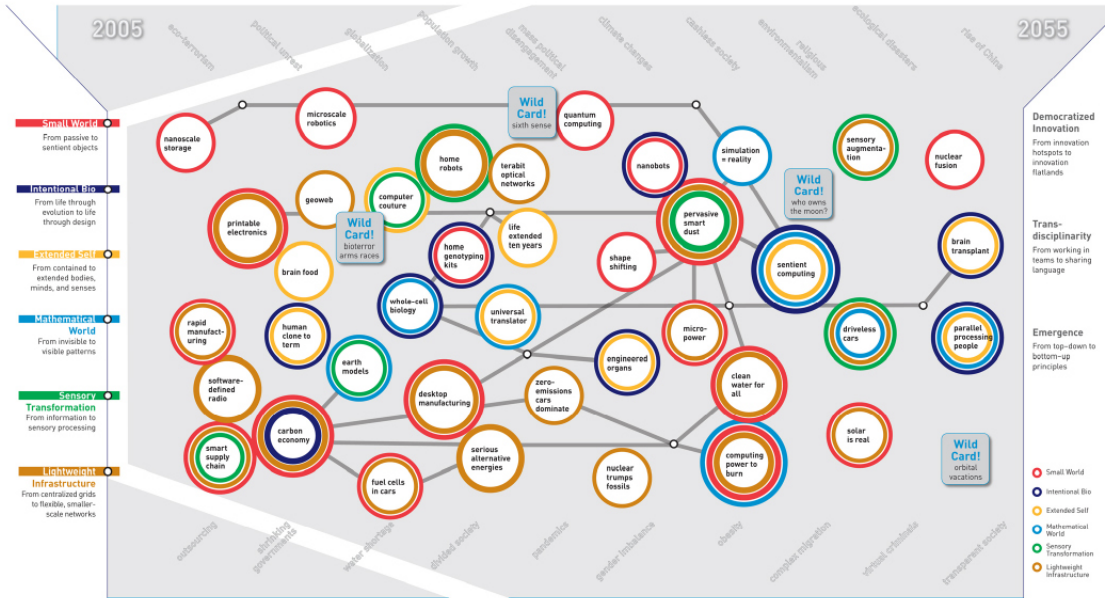 2005
2055
eco-terrorism
political unrest
globalization
population growth
mass political
disengagement
climate changes
cashless society
religious
environmentalism
ecological disasters
rise of China
Small World
From passive to
sentient objects
Intentional Bio
From life through
evolution to life
through design
Extended Self
From contained to
extended bodies,
minds, and senses
Mathematical
World
From invisible to
visible patterns
Sensory
Transformation
From information to
sensory processing
Lightweight
Infrastructure
From centralized grids
to flexible, smaller-
scale networks
nanoscale
storage
microscale
robotics
Wild
Card!
sixth sense
quantum
computing
home
robots
terabit
optical
networks
nanobots
simulation
= reality
sensory
augmenta-
tion
nuclear
fusion
Wild
Card!
who owns
the moon?
printable
electronics
geoweb
computer
couture
Wild
Card!
bioterror
arms races
life
extended
ten years
pervasive
smart
dust
brain food
home
genotyping
kits
shape
shifting
sentient
computing
brain
transplant
rapid
manufact-
uring
human
clone to
term
whole-cell
biology
universal
translator
micro-
power
driveless
cars
parallel
processing
people
earth
models
engineered
organs
software-
defined
radio
desktop
manufacturing
zero-
emissions
cars
dominate
clean
water for
all
carbon
economy
smart
supply
chain
serious
alternative
energies
fuel cells
in cars
nuclear
trumps
fossils
computing
power to
burn
solar
is real
Wild
Card!
orbital
vacations
Democratized
Innovation
From innovation
hotspots to
innovation
flatlands
Trans-
disciplinarity
From working in
teams to sharing
language
Emergence
From top-down to
bottom-up
principles
Small World
Intentional Bio
Extended Self
Mathematical
World
Sensory
Transformation
Lightweight
Infrastructure
outsourcing
shrinking
governments
water shortage
divided society
pandemics
gender imbalance
obesity
complex migration
virtual criminals
transparent society